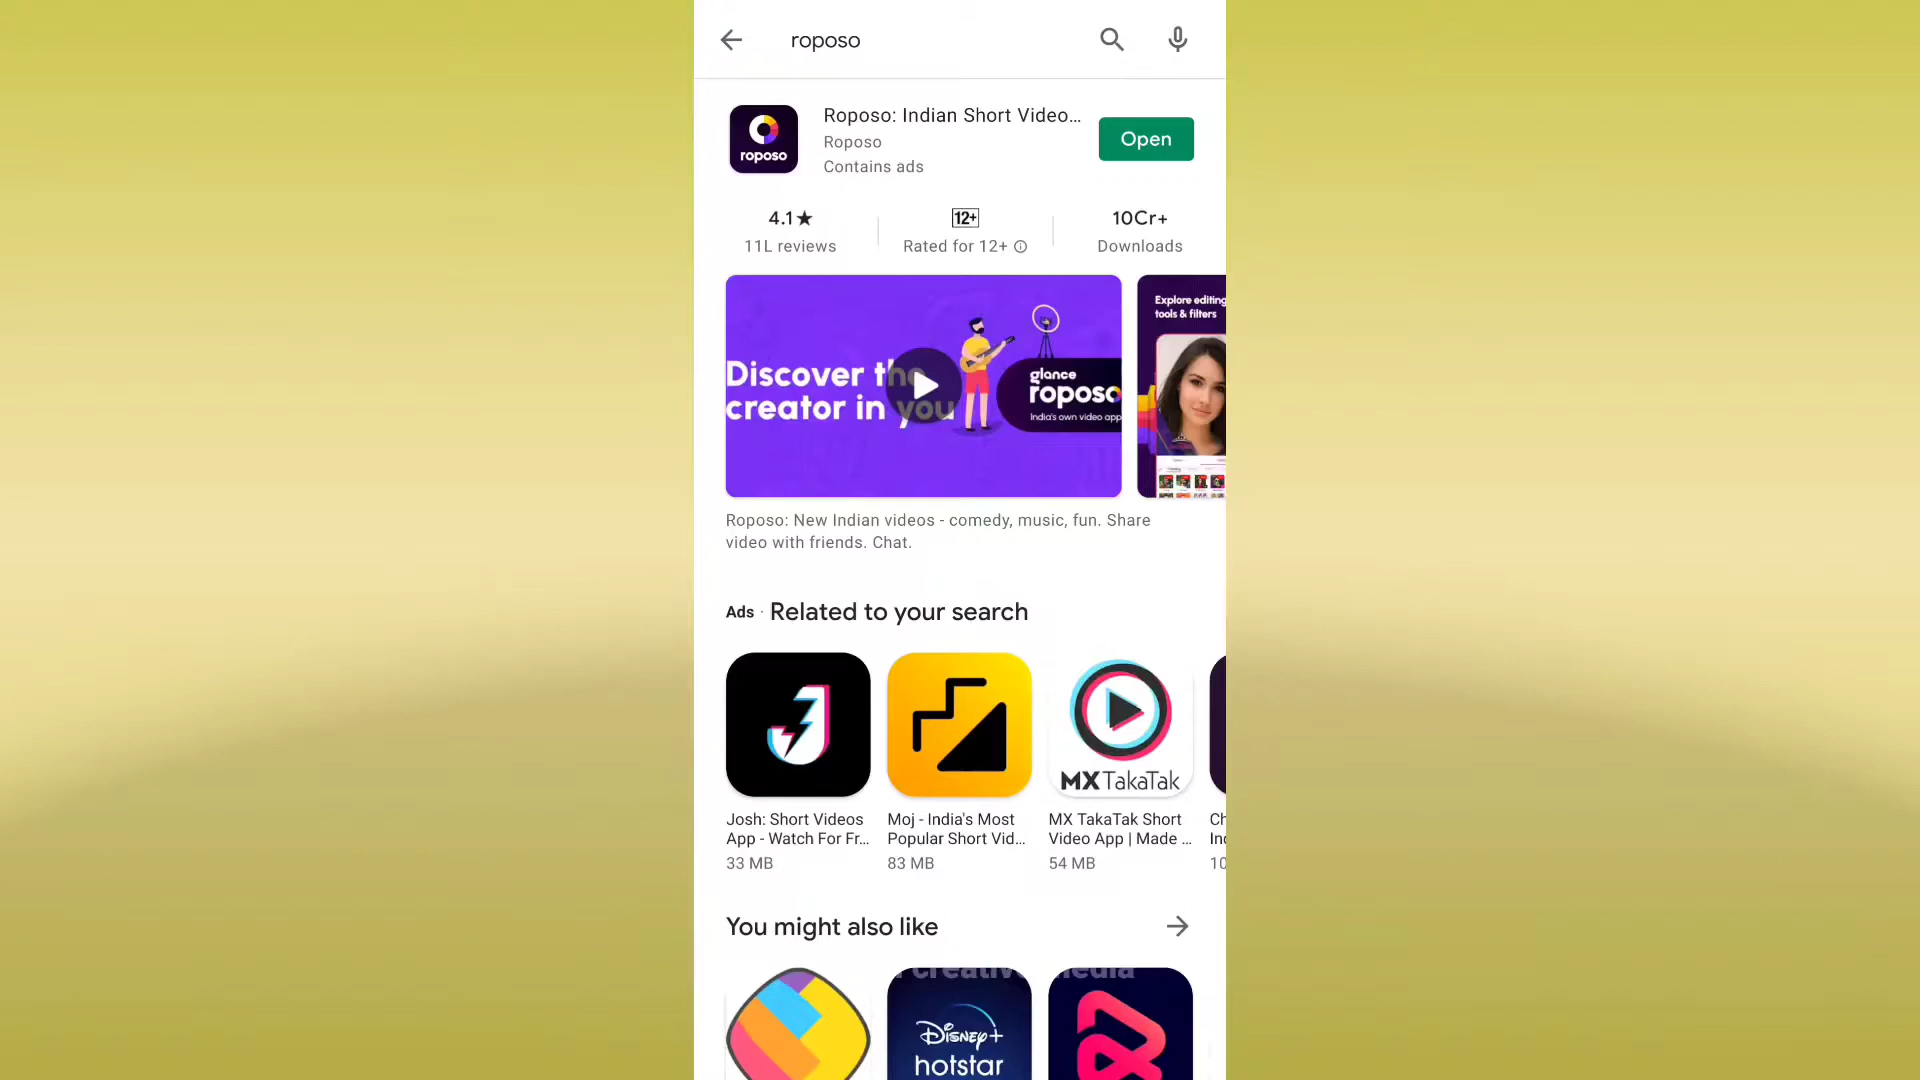 roposo
Roposo: Indian Short Video...
Open
roposo
Roposo
Contains ads
4.1★
12+
10Cr+
11L reviews
Rated for 12+
Downloads
Explore editing
tools & filters
Discover the
creator in you
glance
roposo
India's own video app
Roposo: New Indian videos - comedy, music, fun. Share
video with friends. Chat.
Ads · Related to your search
MX TakaTak
Josh: Short Videos
App - Watch For Fr...
33 MB
Moj - India's Most
Popular Short Vid...
83 MB
MX TakaTak Short
Video App | Made ...
54 MB
You might also like
Disney+
hotstar